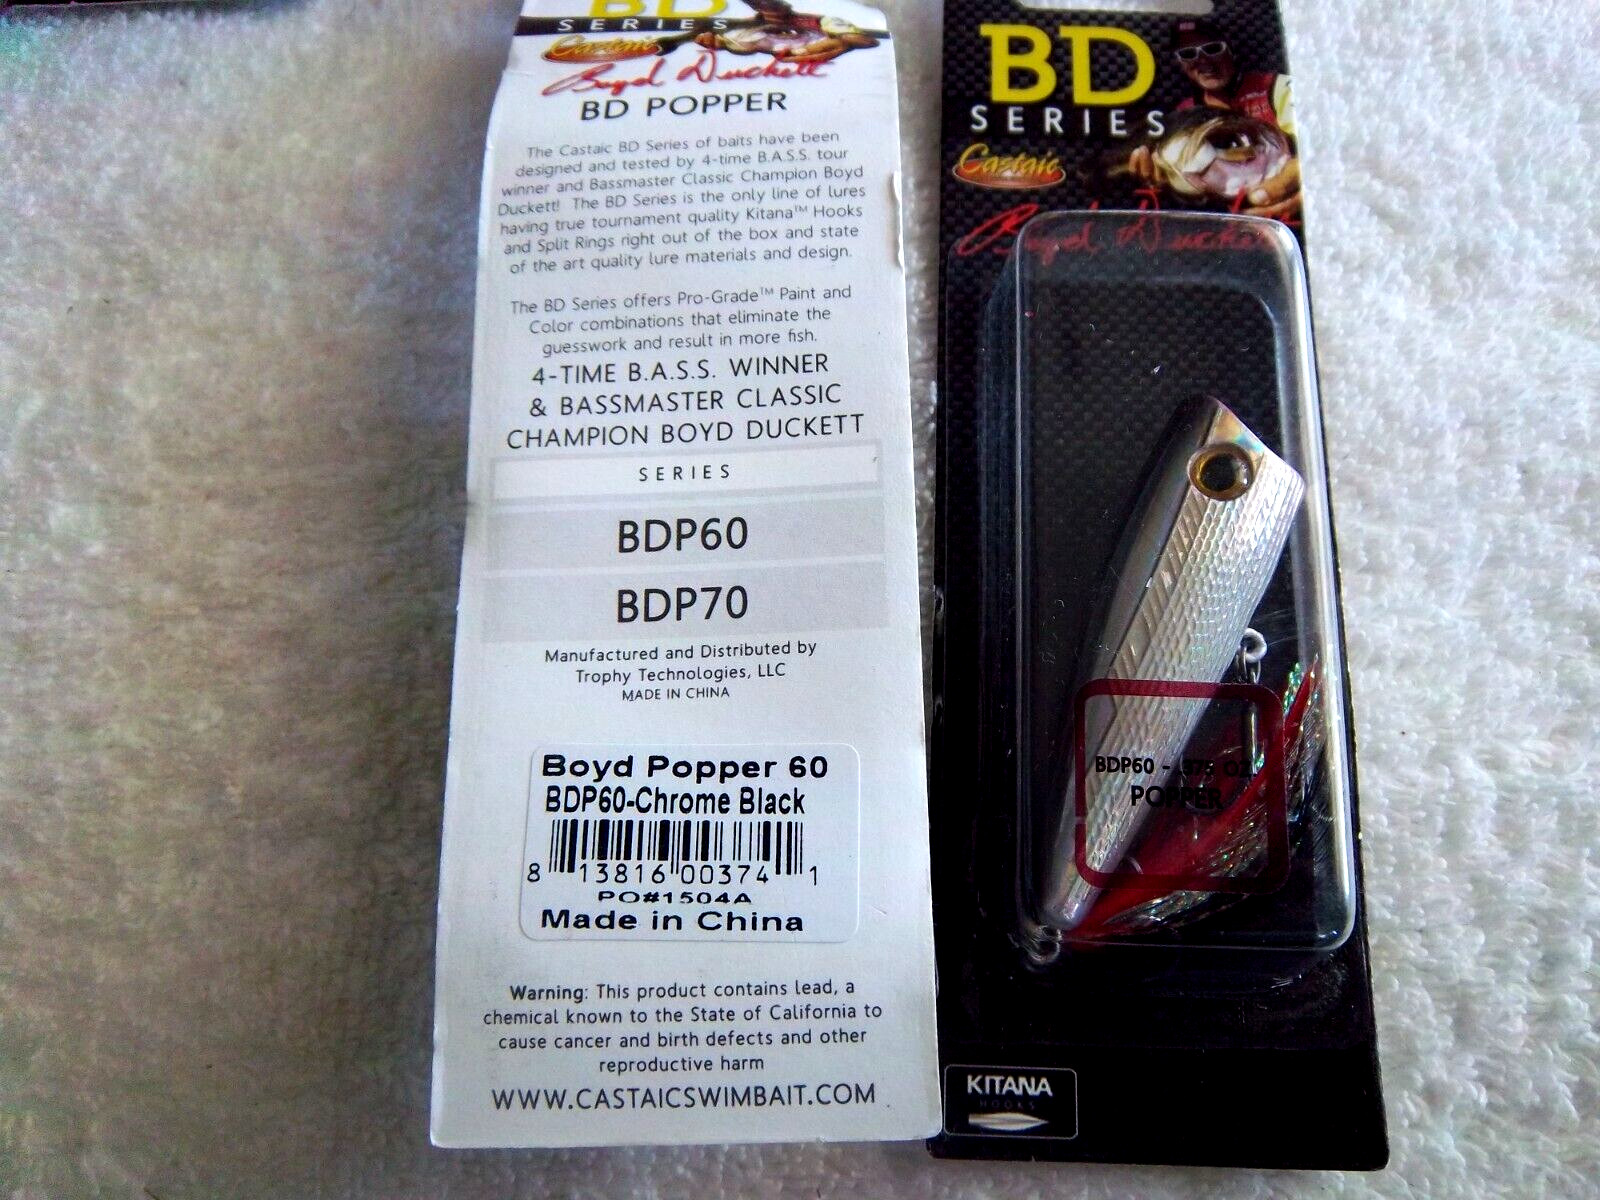 BD
SERIES
Castaic
Boyd Duckett
BD POPPER
The Castaic BD Series of baits have been
designed and tested by 4-time B.A.S.S. tour
winner and Bassmaster Classic Champion Boyd
Duckett! The BD Series is the only line of lures
having true tournament quality Kitana™ Hooks
and Split Rings right out of the box and state
of the art quality lure materials and design.
The BD Series offers Pro-Grade™ Paint and
Color combinations that eliminate the
guesswork and result in more fish.
4-TIME B.A.S.S. WINNER
& BASSMASTER CLASSIC
CHAMPION BOYD DUCKETT
SERIES
BDP60
BDP70
Manufactured and Distributed by
Trophy Technologies, LLC
MADE IN CHINA
Boyd Popper 60
BDP60-Chrome Black
8 13816 00374 1
PO#1504A
Made in China
Warning: This product contains lead, a
chemical known to the State of California to
cause cancer and birth defects and other
reproductive harm
WWW.CASTAICSWIMBAIT.COM
BD
SERIES
Castaic
Boyd Duckett
BDP60 - .375 OZ
POPPER
KITANA
HOOKS